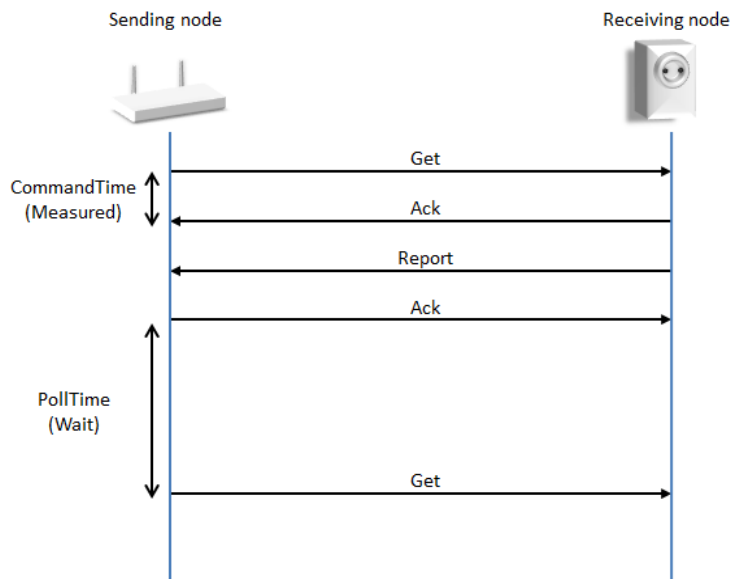 Sending node
Receiving node
Get
CommandTime
(Measured)
Ack
Report
Ack
PollTime
(Wait)
Get